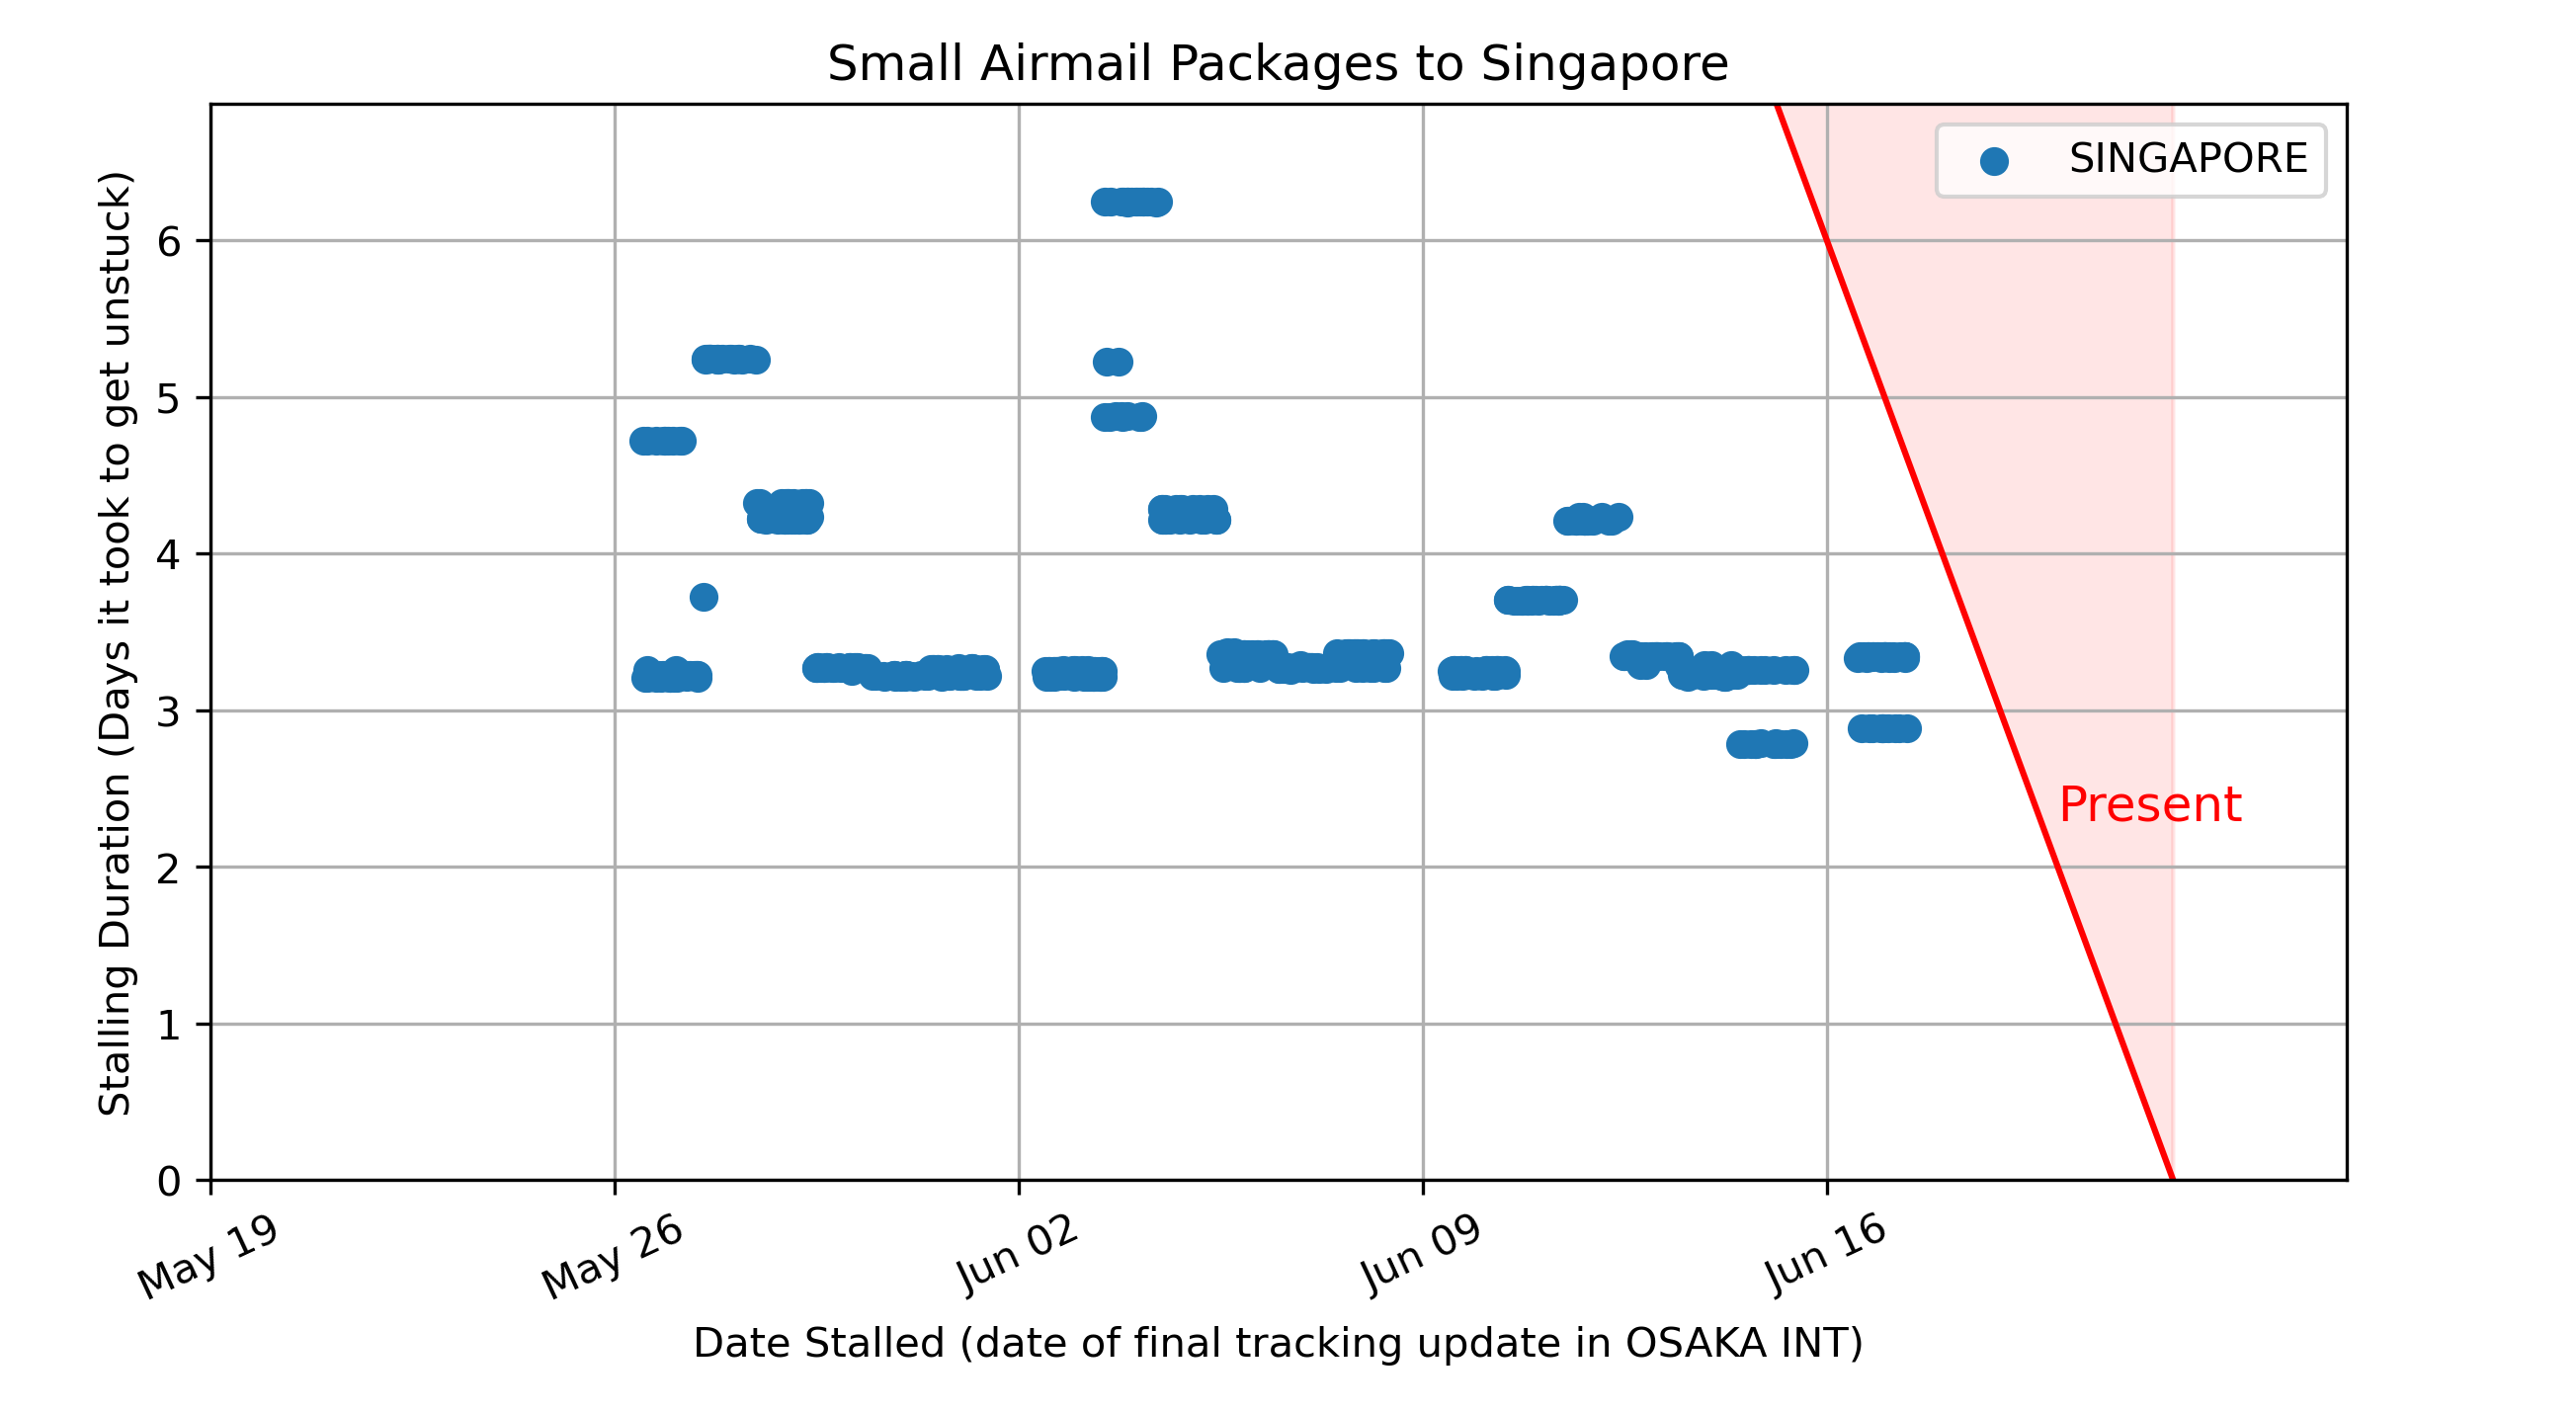 Small Airmail Packages to Singapore
SINGAPORE
Stalling Duration (Days it took to get unstuck)
6
5
4
3
2
1
0
Present
May 19
May 26
Jun 02
Jun 09
Jun 16
Date Stalled (date of final tracking update in OSAKA INT)